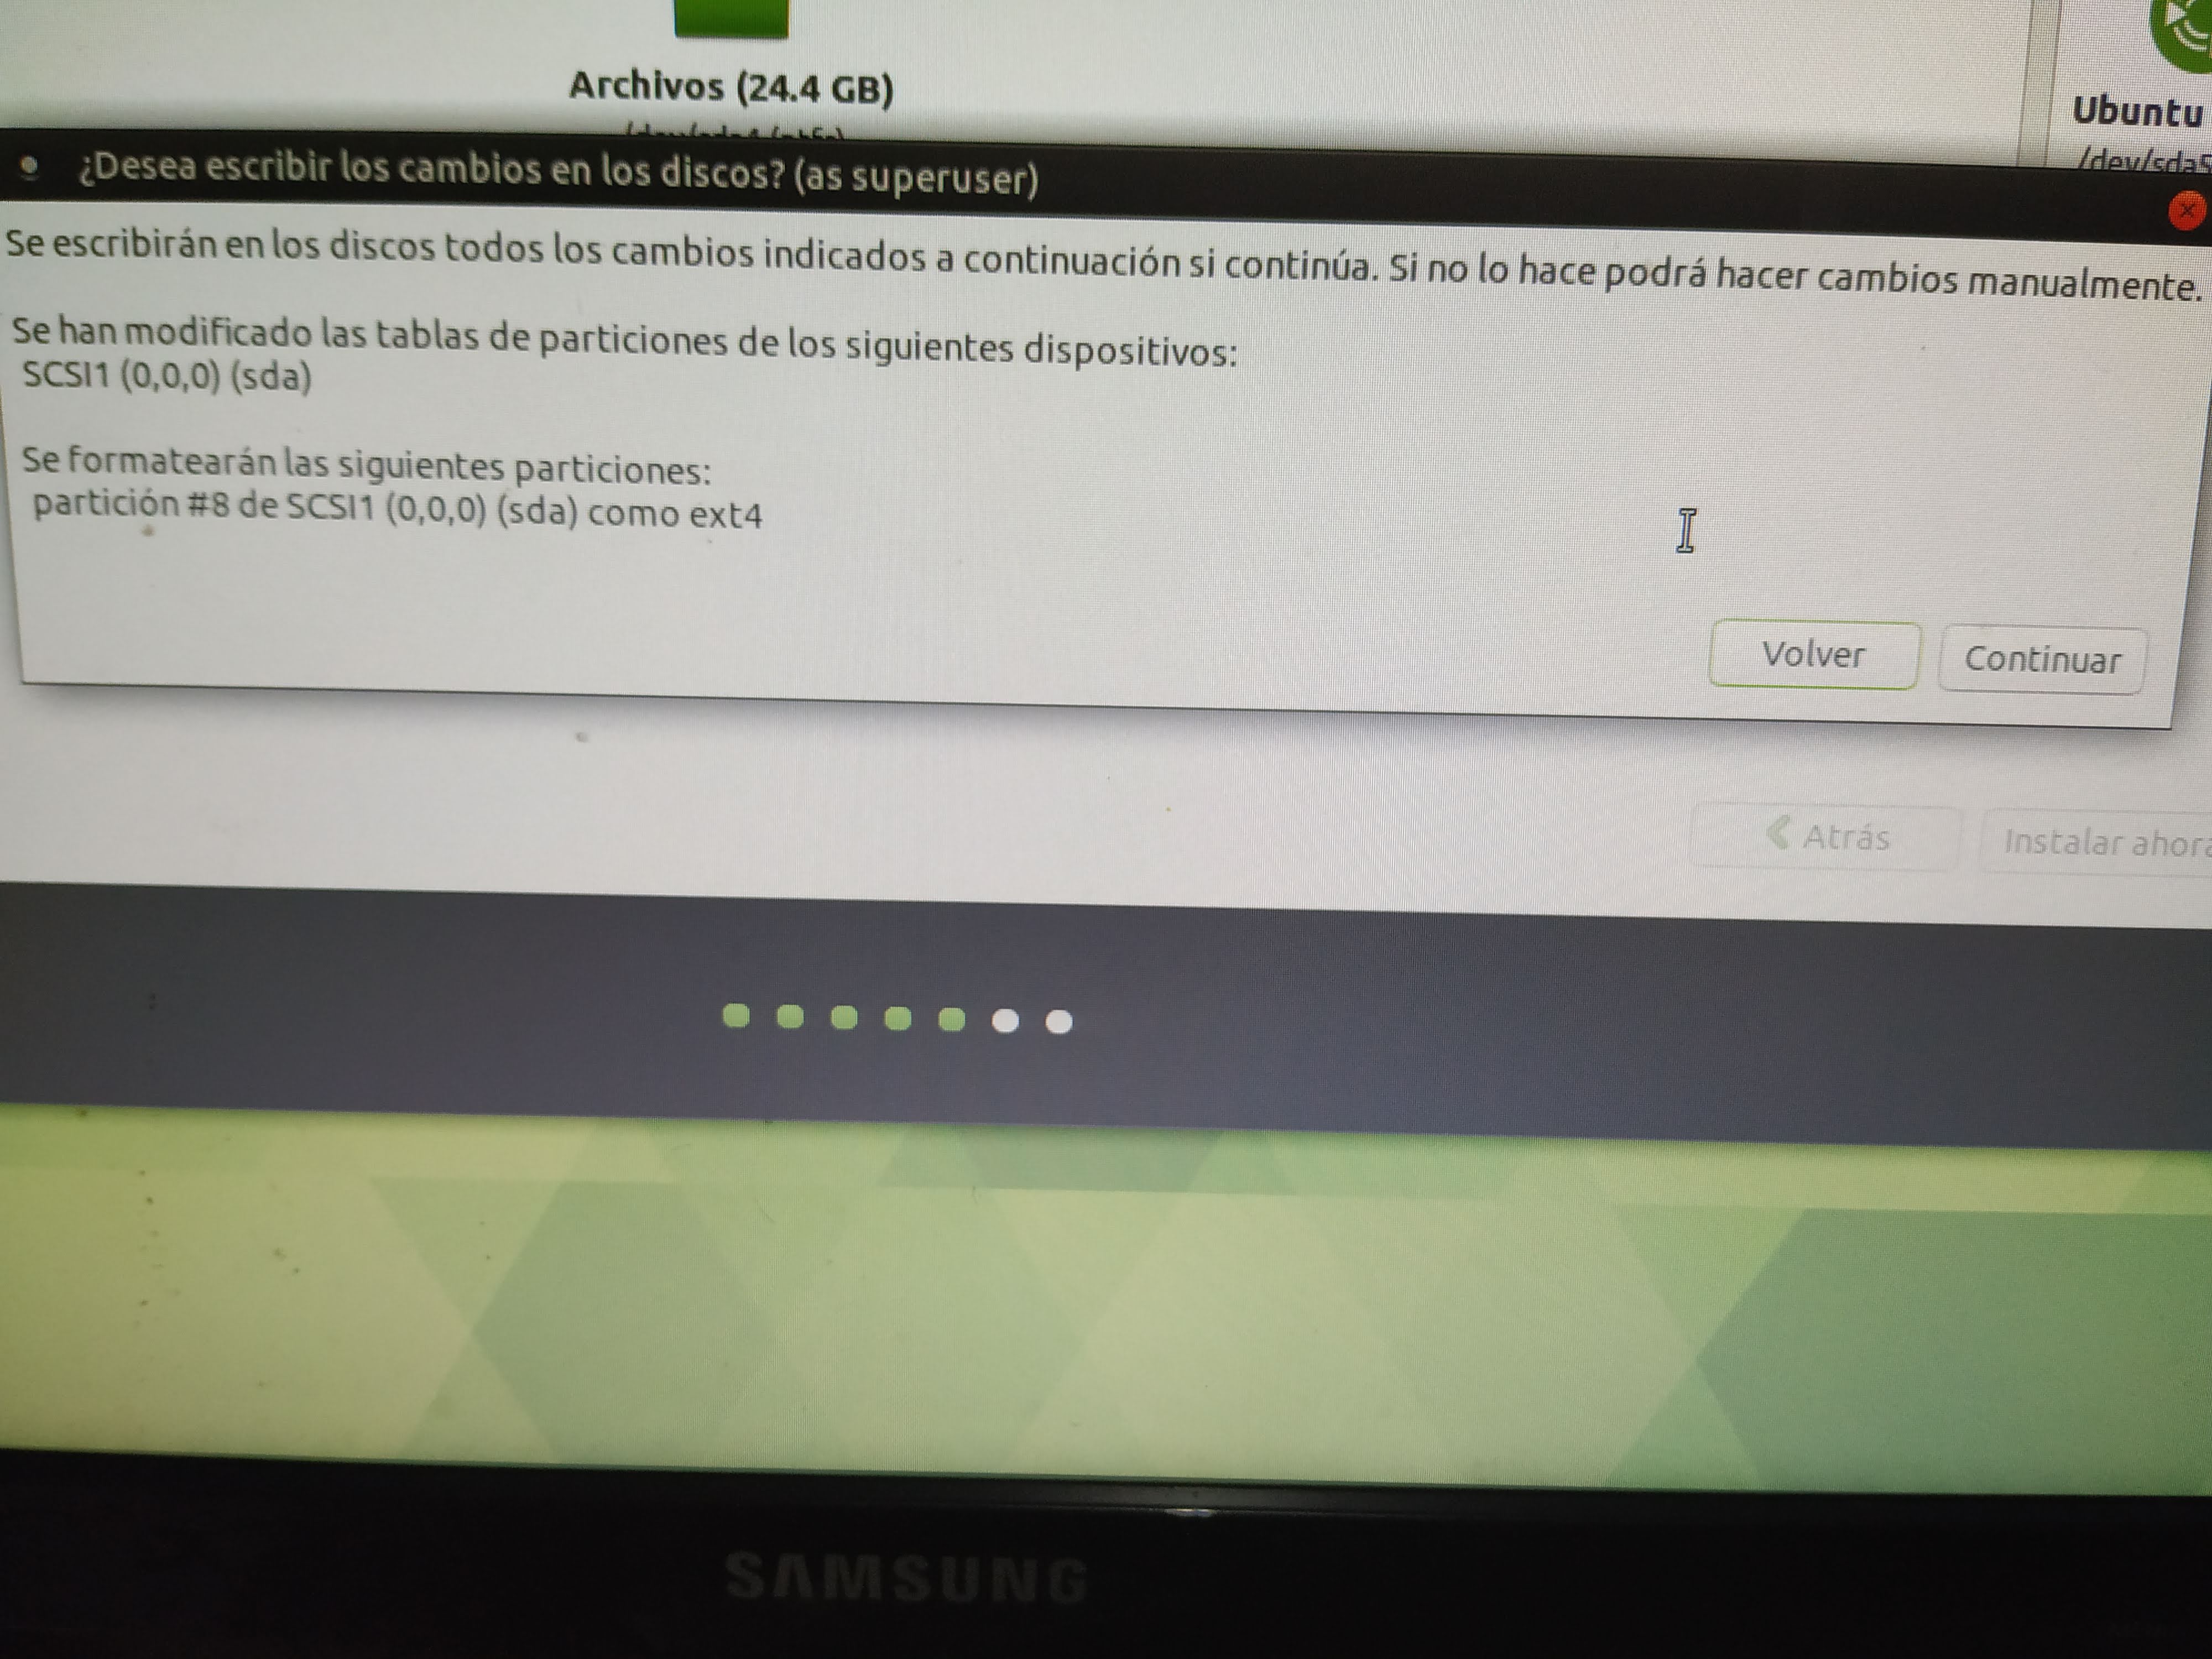 Archivos (24.4 GB)
Ubuntu
¿Desea escribir los cambios en los discos? (as superuser)
Se escribirán en los discos todos los cambios indicados a continuación si continúa. Si no lo hace podrá hacer cambios manualmente.
Se han modificado las tablas de particiones de los siguientes dispositivos:
SCSI1 (0,0,0) (sda)
Se formatearán las siguientes particiones:
partición #8 de SCSI1 (0,0,0) (sda) como ext4
Volver
Continuar
Atrás
Instalar ahora
SAMSUNG